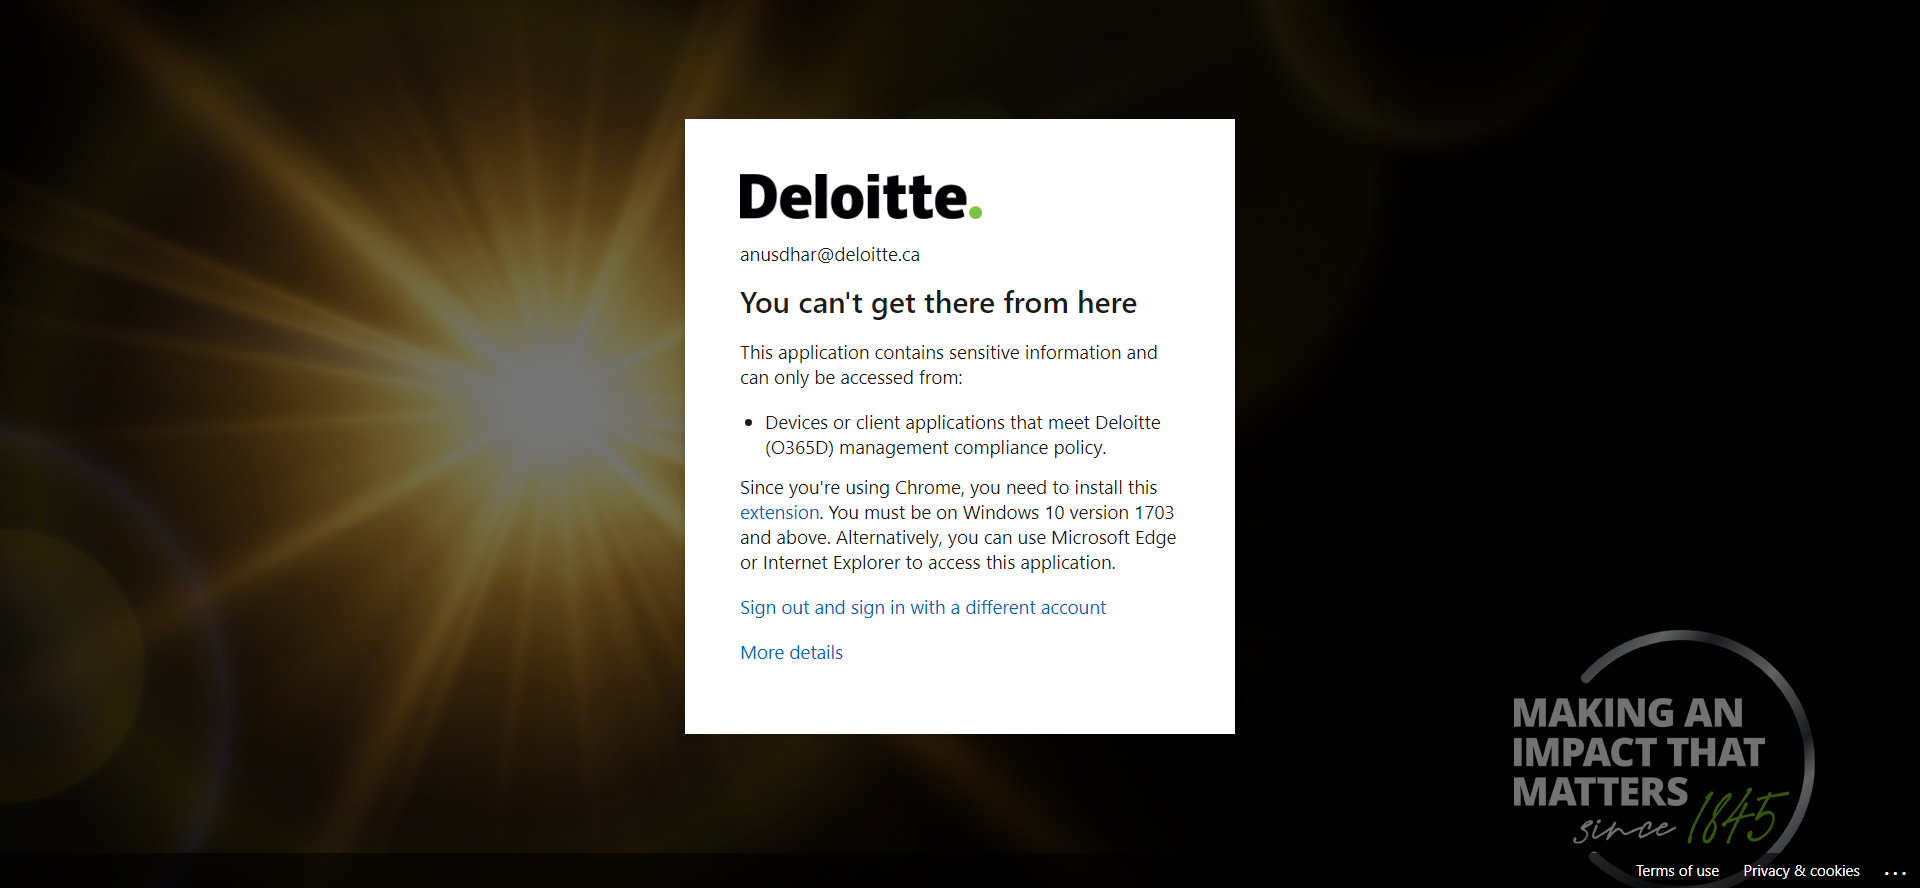 Deloitte.
anusdhar@deloitte.ca
You can't get there from here
This application contains sensitive information and
can only be accessed from:
• Devices or client applications that meet Deloitte
(O365D) management compliance policy.
Since you're using Chrome, you need to install this
extension. You must be on Windows 10 version 1703
and above. Alternatively, you can use Microsoft Edge
or Internet Explorer to access this application.
Sign out and sign in with a different account
More details
MAKING AN
IMPACT THAT
MATTERS
since 1845
Terms of use Privacy & cookies ...